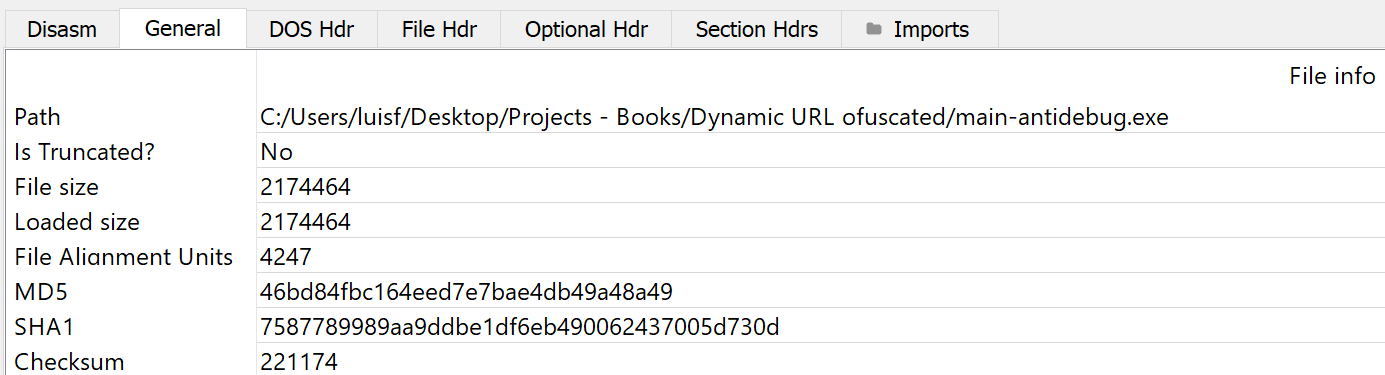 Disasm General DOS Hdr File Hdr Optional Hdr Section Hdrs Imports
File info
Path C:/Users/luisf/Desktop/Projects - Books/Dynamic URL ofuscated/main-antidebug.exe
Is Truncated? No
File size 2174464
Loaded size 2174464
File Alignment Units 4247
MD5 46bd84fbc164eed7e7bae4db49a48a49
SHA1 7587789989aa9ddbe1df6eb490062437005d730d
Checksum 221174